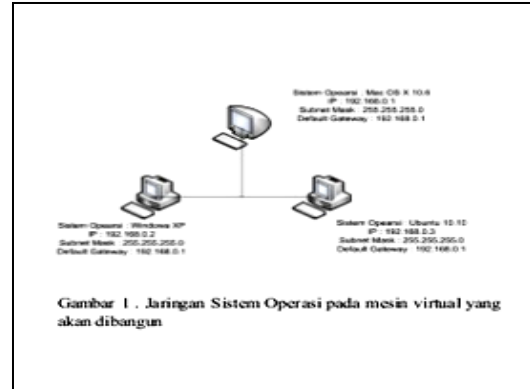 Sistem Operasi : Mac OS X 10.6
IP : 192.168.0.1
Subnet Mask : 255.255.255.0
Default Gateway : 192.168.0.1
Sistem Operasi : Windows XP
IP : 192.168.0.2
Subnet Mask : 255.255.255.0
Default Gateway : 192.168.0.1
Sistem Operasi : Ubuntu 10.10
IP : 192.168.0.3
Subnet Mask : 255.255.255.0
Default Gateway : 192.168.0.1
Gambar 1 . Jaringan Sistem Operasi pada mesin virtual yang
akan dibangun